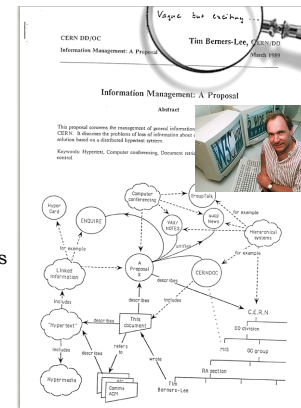 Vague but exciting ...
CERN DD/OC
Tim Berners-Lee, CERN/DD
Information Management: A Proposal
March 1989
Information Management: A Proposal
Abstract
This proposal concerns the management of general information
CERN. It discusses the problems of loss of information about
solution based on a distributed hypertext system.
Keywords: Hypertext, Computer conferencing, Document retrie
control
Computer
conferencing
GroupTalk
for example
Hyper
Card
ENQUIRE
VAX/
NOTES
uucp
News
Hierarchical
systems
for example
unifies
for example
Linked
information
A
Proposal
X
CERNDOC
describes
C.E.R.N
includes
describes
includes
DD division
"Hypertext"
describes
This
document
refers
to
MIS
OC group
includes
describes
wrote
RA section
Hypermedia
Comms
ACM
Tim
Berners-Lee
s